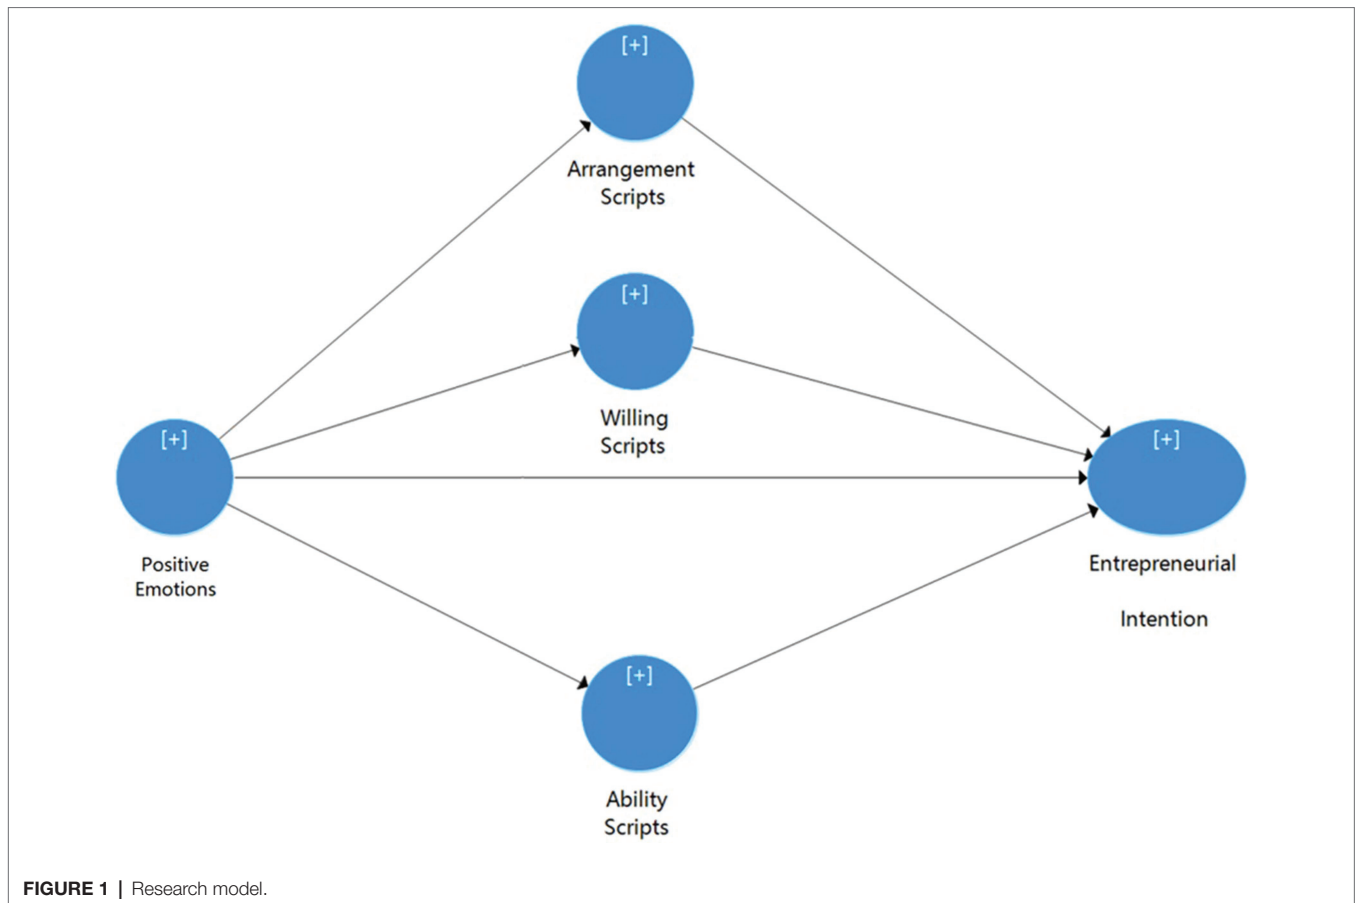 [+]
Arrangement
Scripts
[+]
Willing
Scripts
[+]
Positive
Emotions
[+]
Entrepreneurial
Intention
[+]
Ability
Scripts
FIGURE 1 | Research model.